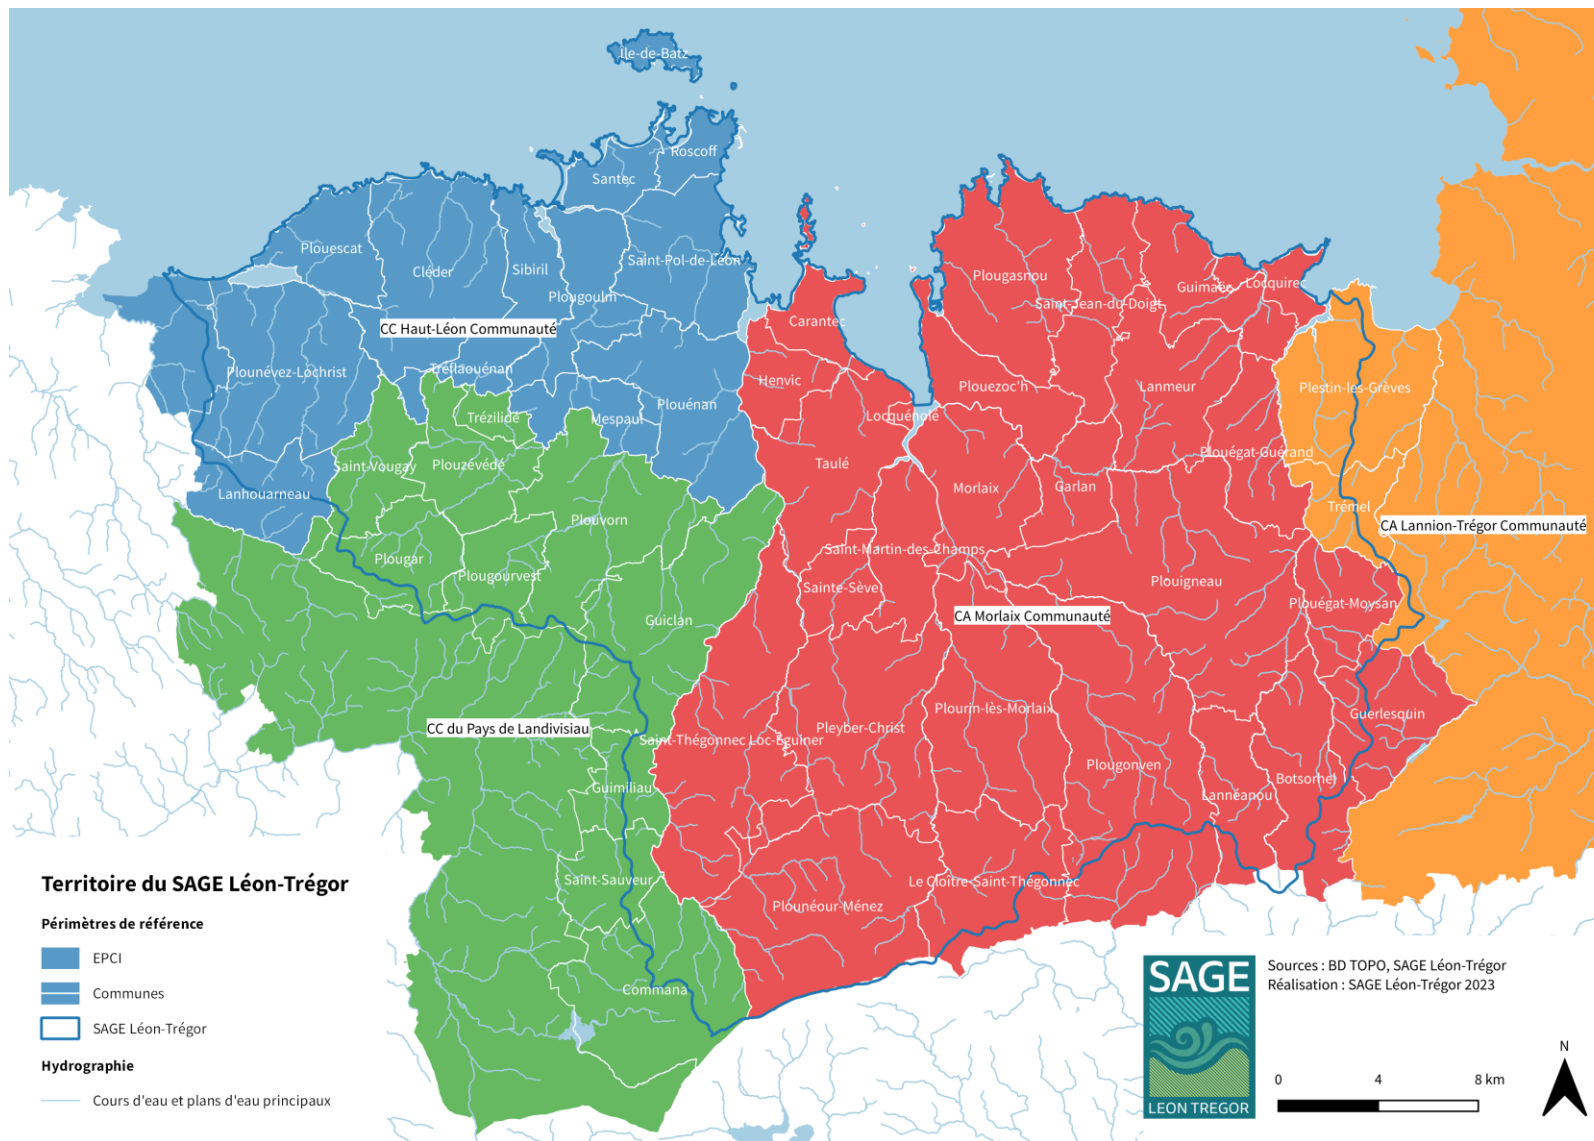 Île-de-Batz
Roscoff
Santec
Plouescat
Cléder
Sibiril
Saint-Pol-de-Léon
Plougoulm
CC Haut-Léon Communauté
Plounévez-Lochrist
Tréflaouénan
Trézilidé
Mespaul
Plouénan
Lanhouarneau
Saint-Vougay
Plouzévédé
Plouvorn
Plougar
Plougourvest
Guiclan
CC du Pays de Landivisiau
Guimiliau
Saint-Sauveur
Commana
Carantec
Henvic
Locquénolé
Taulé
Plougasnou
Saint-Jean-du-Doigt
Guimaëc
Locquirec
Plouezoc'h
Lanmeur
Plouégat-Guérand
Morlaix
Garlan
Saint-Martin-des-Champs
Sainte-Sève
Plouigneau
CA Morlaix Communauté
Plouégat-Moysan
Plestin-les-Grèves
Trémel
CA Lannion-Trégor Communauté
Saint-Thégonnec Loc-Eguiner
Pleyber-Christ
Plourin-lès-Morlaix
Plougonven
Guerlesquin
Botsorhel
Lannéanou
Le Cloître-Saint-Thégonnec
Plounéour-Ménez
Territoire du SAGE Léon-Trégor
Périmètres de référence
EPCI
Communes
SAGE Léon-Trégor
Hydrographie
Cours d'eau et plans d'eau principaux
SAGE
LEON TREGOR
Sources : BD TOPO, SAGE Léon-Trégor
Réalisation : SAGE Léon-Trégor 2023
0 4 8 km
N